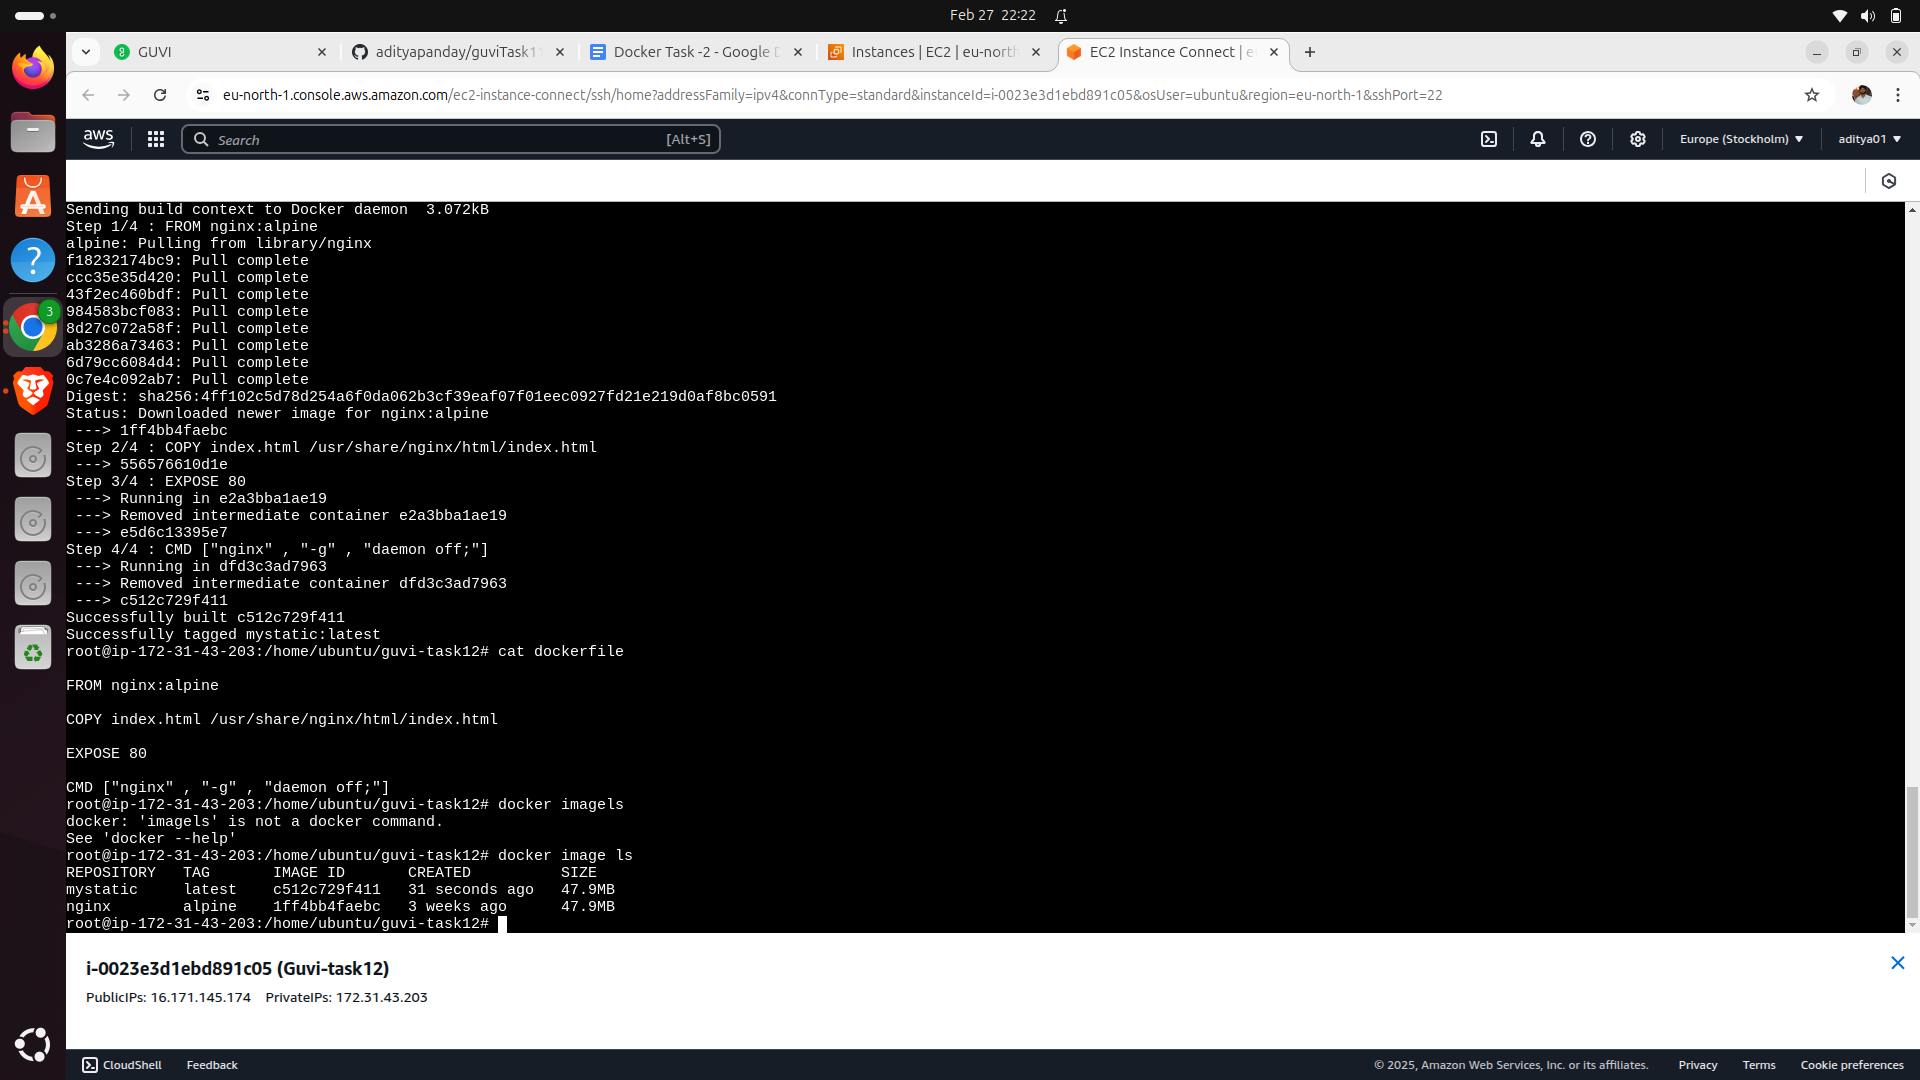 Feb 27 22:22
GUVI
adityapanday/guviTask11
Docker Task -2 - Google D
Instances | EC2 | eu-north
EC2 Instance Connect | e
eu-north-1.console.aws.amazon.com/ec2-instance-connect/ssh/home?addressFamily=ipv4&connType=standard&instanceId=i-0023e3d1ebd891c05&osUser=ubuntu&region=eu-north-1&sshPort=22
aws
Search
[Alt+S]
Europe (Stockholm)
aditya01
3
Sending build context to Docker daemon  3.072kB
Step 1/4 : FROM nginx:alpine
alpine: Pulling from library/nginx
f18232174bc9: Pull complete
ccc35e35d420: Pull complete
43f2ec460bdf: Pull complete
984583bcf083: Pull complete
8d27c072a58f: Pull complete
ab3286a73463: Pull complete
6d79cc6084d4: Pull complete
0c7e4c092ab7: Pull complete
Digest: sha256:4ff102c5d78d254a6f0da062b3cf39eaf07f01eec0927fd21e219d0af8bc0591
Status: Downloaded newer image for nginx:alpine
 ---> 1ff4bb4faebc
Step 2/4 : COPY index.html /usr/share/nginx/html/index.html
 ---> 556576610d1e
Step 3/4 : EXPOSE 80
 ---> Running in e2a3bba1ae19
 ---> Removed intermediate container e2a3bba1ae19
 ---> e5d6c13395e7
Step 4/4 : CMD ["nginx" , "-g" , "daemon off;"]
 ---> Running in dfd3c3ad7963
 ---> Removed intermediate container dfd3c3ad7963
 ---> c512c729f411
Successfully built c512c729f411
Successfully tagged mystatic:latest
root@ip-172-31-43-203:/home/ubuntu/guvi-task12# cat dockerfile
FROM nginx:alpine
COPY index.html /usr/share/nginx/html/index.html
EXPOSE 80
CMD ["nginx" , "-g" , "daemon off;"]
root@ip-172-31-43-203:/home/ubuntu/guvi-task12# docker imagels
docker: 'imagels' is not a docker command.
See 'docker --help'
root@ip-172-31-43-203:/home/ubuntu/guvi-task12# docker image ls
REPOSITORY   TAG       IMAGE ID       CREATED          SIZE
mystatic     latest    c512c729f411   31 seconds ago   47.9MB
nginx        alpine    1ff4bb4faebc   3 weeks ago      47.9MB
root@ip-172-31-43-203:/home/ubuntu/guvi-task12#
i-0023e3d1ebd891c05 (Guvi-task12)
PublicIPs: 16.171.145.174    PrivateIPs: 172.31.43.203
CloudShell
Feedback
© 2025, Amazon Web Services, Inc. or its affiliates.
Privacy
Terms
Cookie preferences